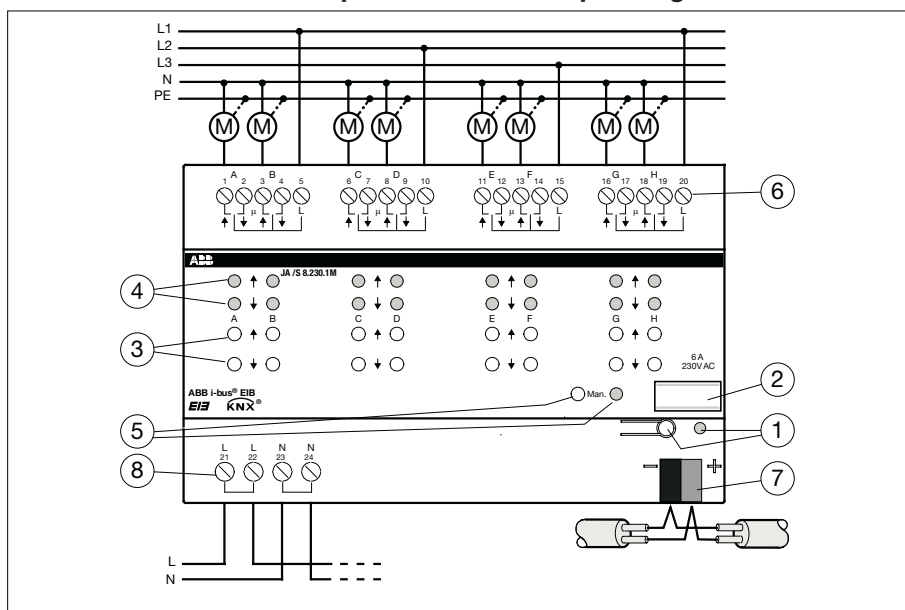 L1
L2
L3
N
PE
M M M M M M M M
A B C D E F G H
1 2 3 4 5 6 7 8 9 10 11 12 13 14 15 16 17 18 19 20
µ L µ L µ L µ L
6
ABB
JA /S 8.230.1M
4
A B C D E F G H
3
6 A
230V AC
2
ABB i-bus® EIB
EIB KNX®
Man.
5
1
L L N N
21 22 23 24
8
− +
7
L
N